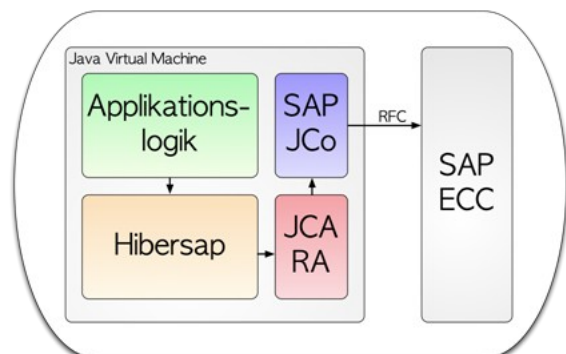 Java Virtual Machine
Applikations-
logik
SAP
JCo
RFC
SAP
ECC
Hibersap
JCA
RA